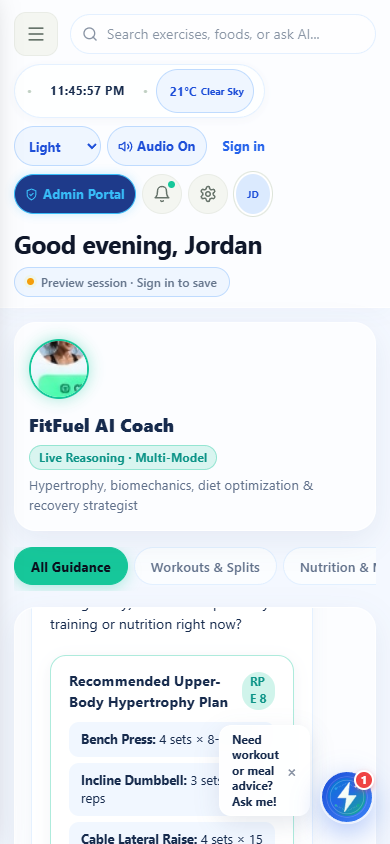 Search exercises, foods, or ask AI...
11:45:57 PM
21°C Clear Sky
Light
Audio On
Sign in
Admin Portal
JD
Good evening, Jordan
Preview session · Sign in to save
FitFuel AI Coach
Live Reasoning · Multi-Model
Hypertrophy, biomechanics, diet optimization &
recovery strategist
All Guidance
Workouts & Splits
Nutrition &
training or nutrition right now?
Recommended Upper-
Body Hypertrophy Plan
RP
E 8
Bench Press: 4 sets × 8-
Incline Dumbbell: 3 sets
reps
Cable Lateral Raise: 4 sets × 15
Need
workout
or meal
advice?
Ask me!
×
1